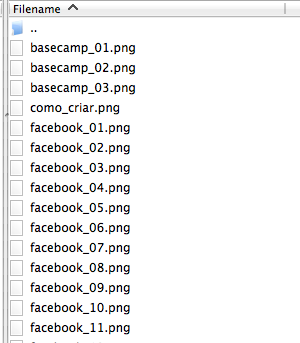 Filename
..
basecamp_01.png
basecamp_02.png
basecamp_03.png
como_criar.png
facebook_01.png
facebook_02.png
facebook_03.png
facebook_04.png
facebook_05.png
facebook_06.png
facebook_07.png
facebook_08.png
facebook_09.png
facebook_10.png
facebook_11.png